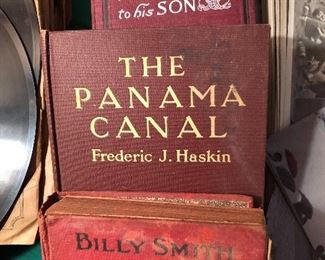 to his SON
THE
PANAMA
CANAL
Frederic J. Haskin
BILLY SMITH